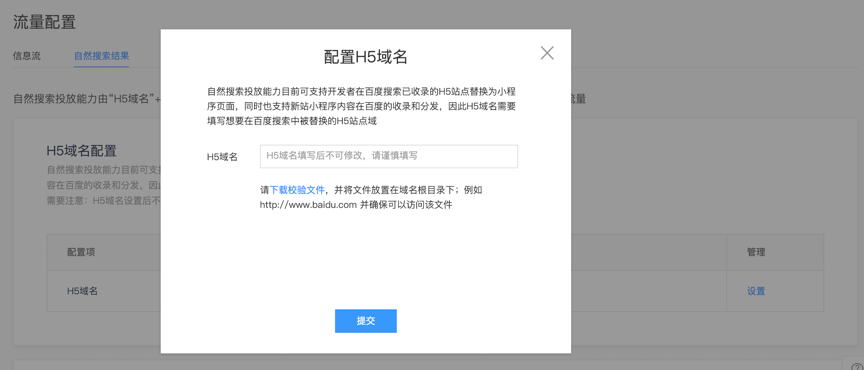 流量配置
信息流
自然搜索结果
自然搜索投放能力由“H5域名”+
流量
H5域名配置
自然搜索投放能力目前可支
容在百度的收录和分发，因
需要注意：H5域名设置后不
配置项
管理
H5域名
设置
配置H5域名
自然搜索投放能力目前可支持开发者在百度搜索已收录的H5站点替换为小程
序页面，同时也支持新站小程序内容在百度的收录和分发，因此H5域名需要
填写想要在百度搜索中被替换的H5站点域
H5域名
H5域名填写后不可修改，请谨慎填写
请下载校验文件，并将文件放置在域名根目录下；例如
http://www.baidu.com 并确保可以访问该文件
提交